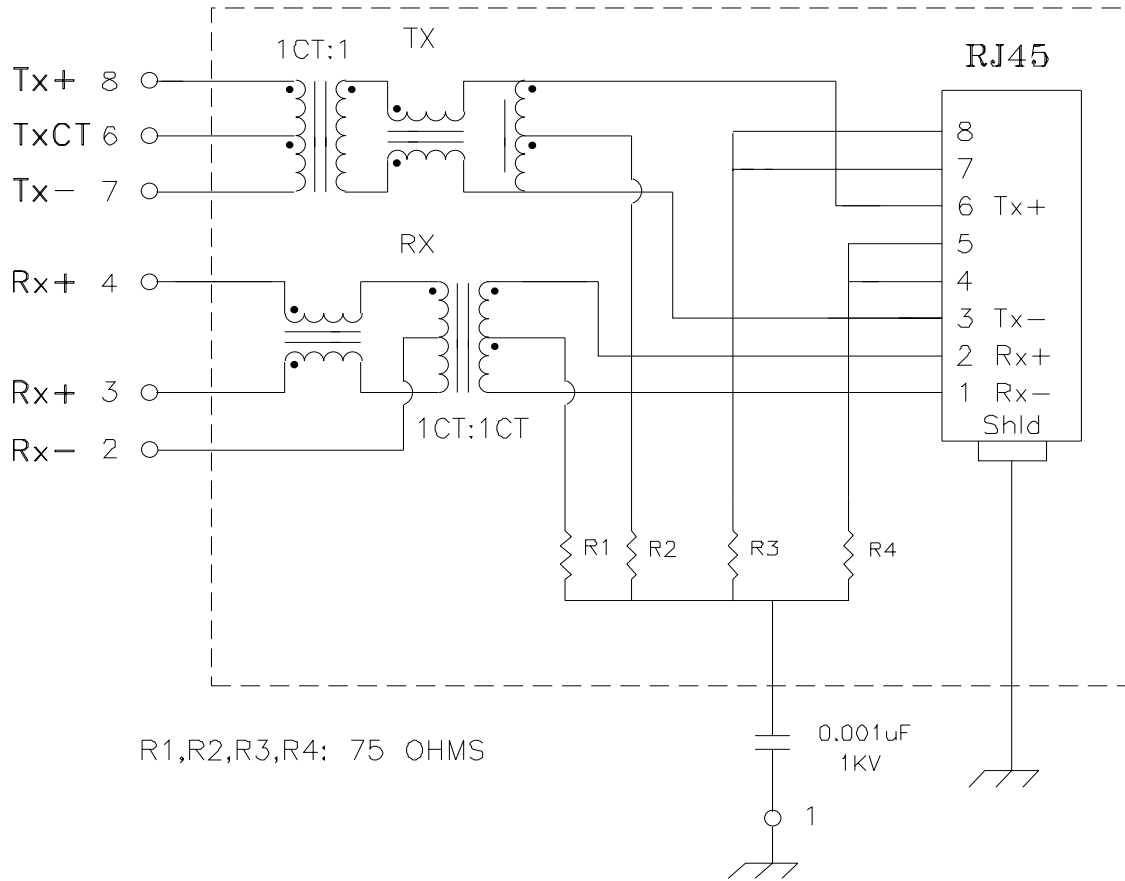 TX
1CT:1
RJ45
Tx+ 8
TxCT 6
Tx- 7
8
7
6 Tx+
5
4
3 Tx-
2 Rx+
1 Rx-
Shld
RX
Rx+ 4
Rx+ 3
Rx- 2
1CT:1CT
R1
R2
R3
R4
R1,R2,R3,R4: 75 OHMS
0.001uF
1KV
1